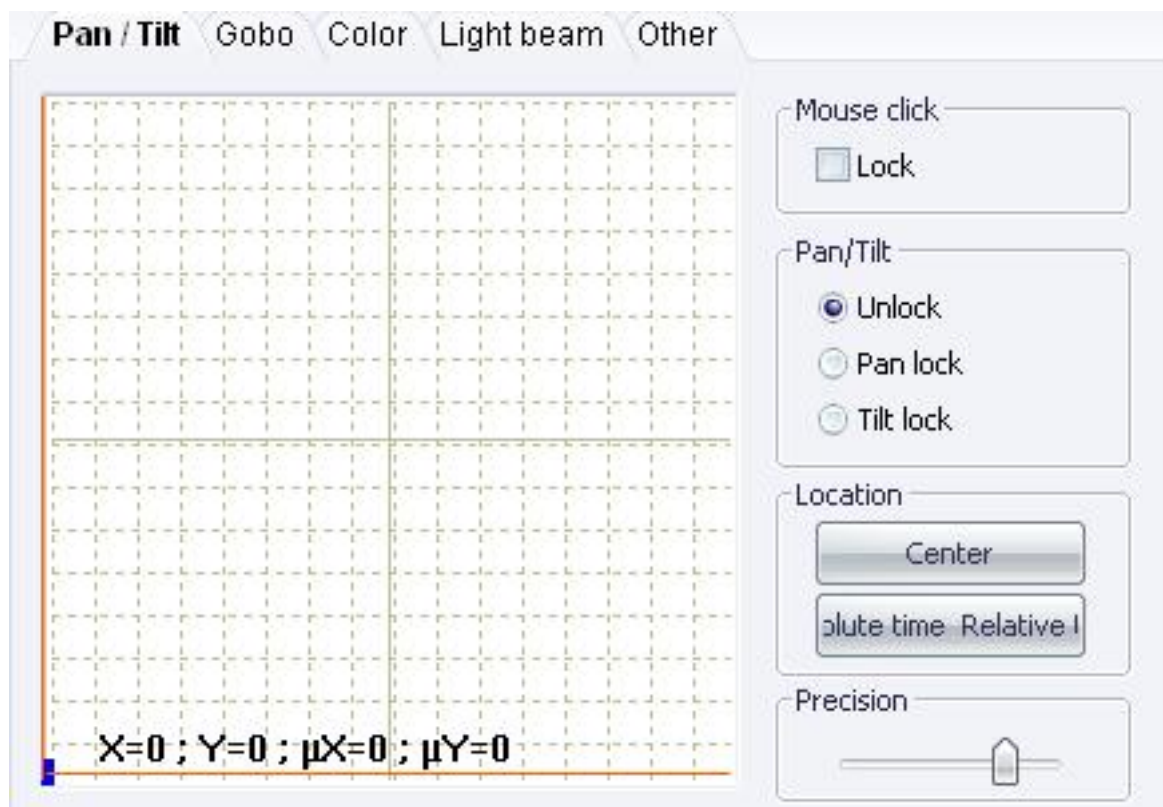 Pan / Tilt Gobo Color Light beam Other
Mouse click
Lock
Pan/Tilt
Unlock
Pan lock
Tilt lock
Location
Center
olute time Relative
Precision
X=0 ; Y=0 ; µX=0 ; µY=0